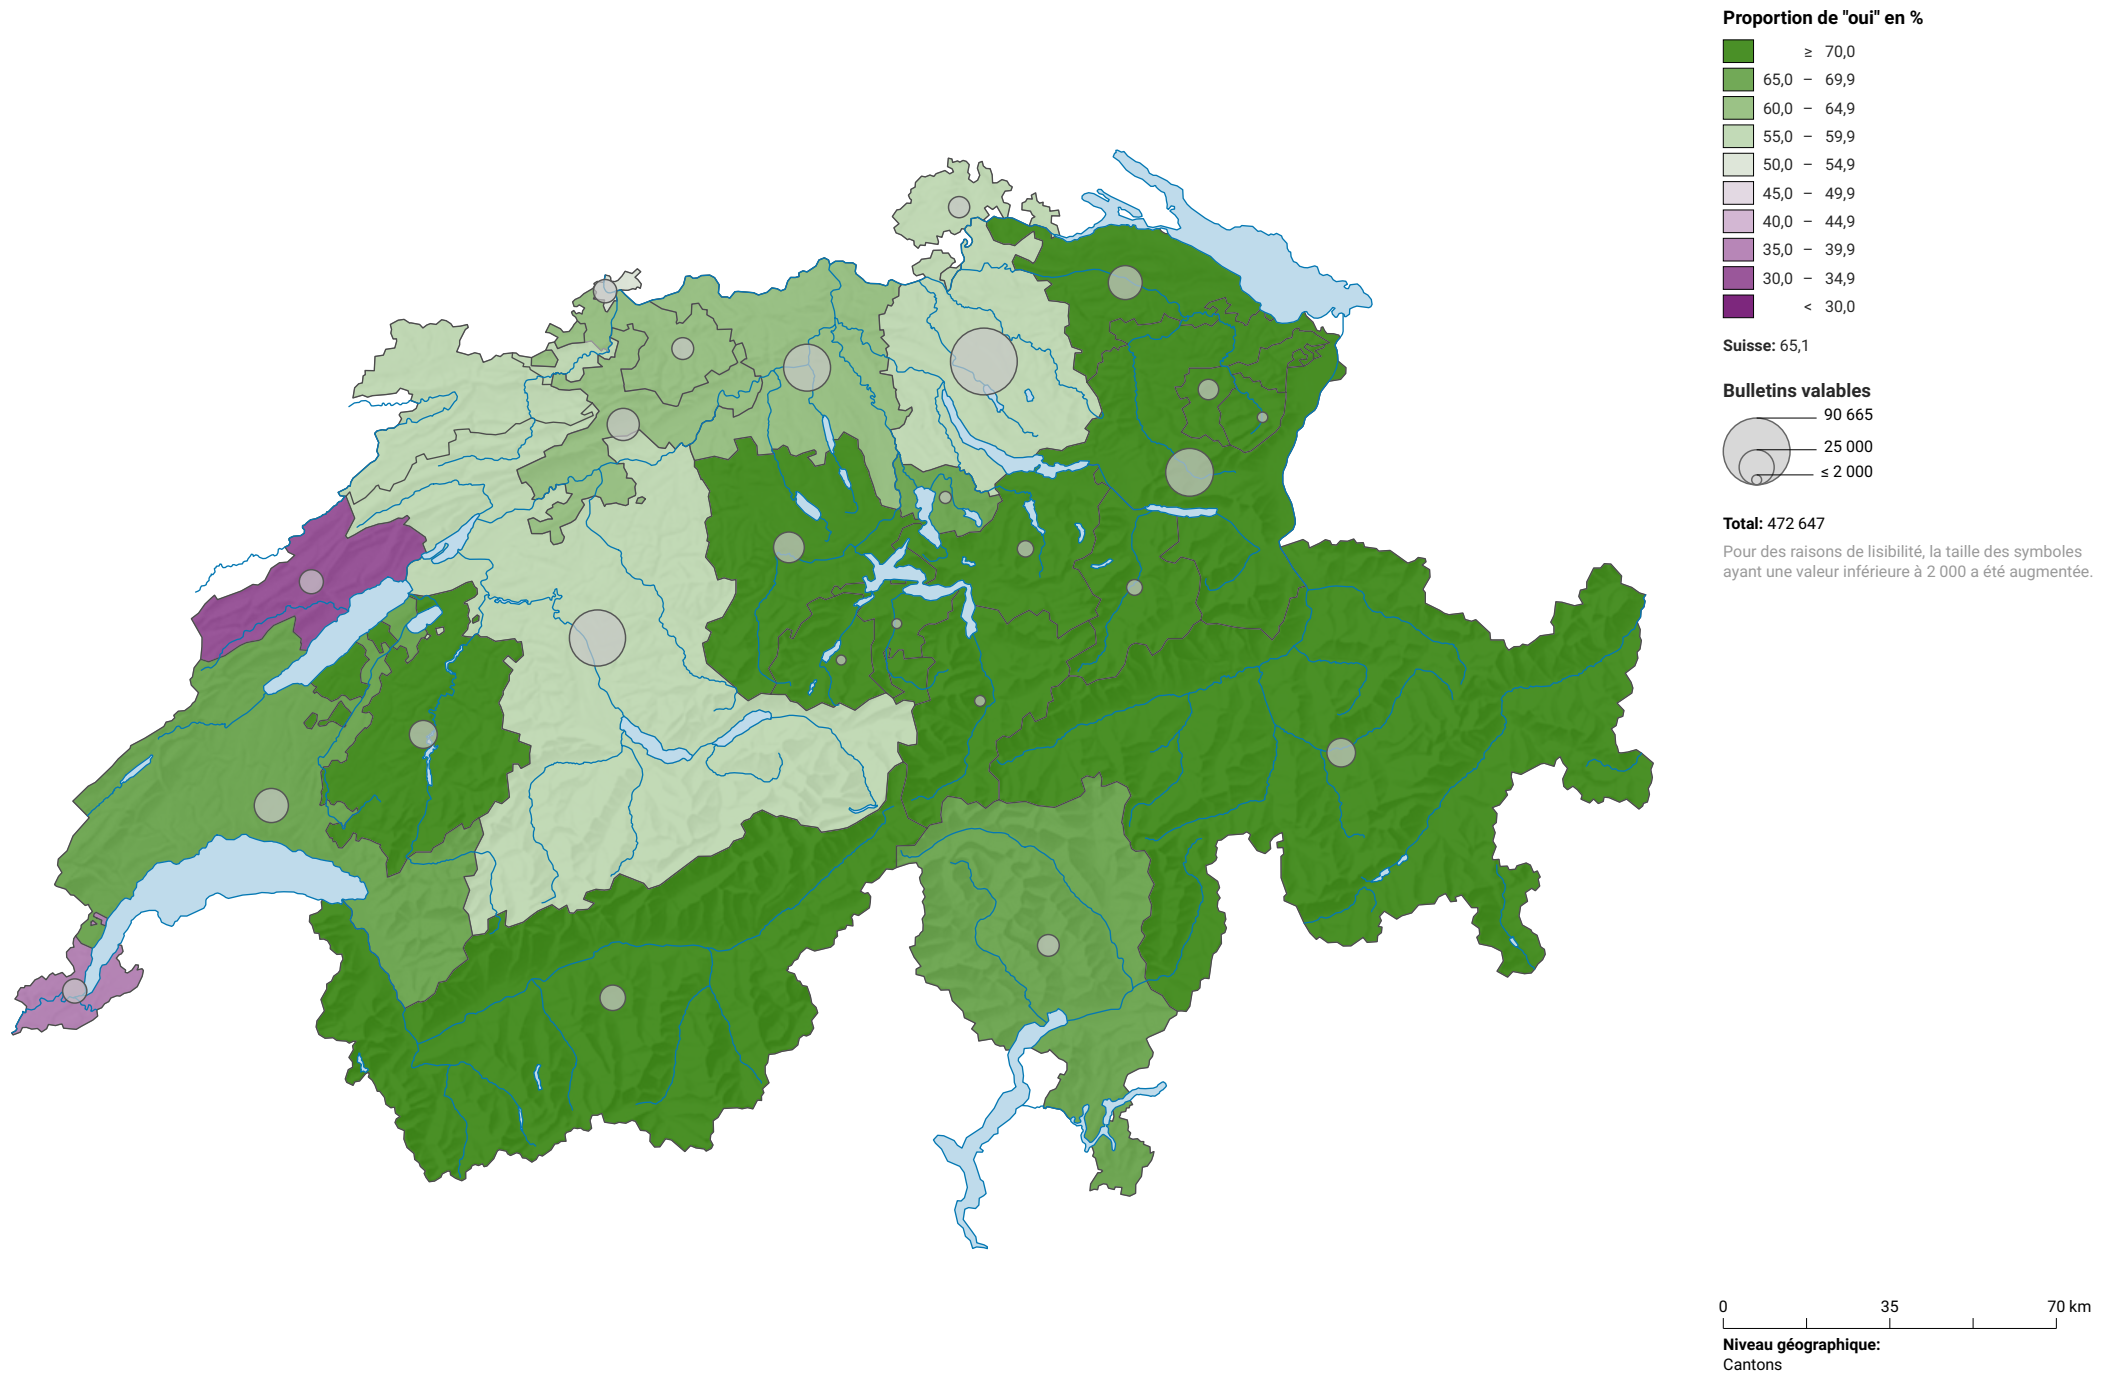 Proportion de "oui" en %
≥ 70,0
65,0 – 69,9
60,0 – 64,9
55,0 – 59,9
50,0 – 54,9
45,0 – 49,9
40,0 – 44,9
35,0 – 39,9
30,0 – 34,9
< 30,0
Suisse: 65,1
Bulletins valables
90 665
25 000
≤ 2 000
Total: 472 647
Pour des raisons de lisibilité, la taille des symboles
ayant une valeur inférieure à 2 000 a été augmentée.
0 35 70 km
Niveau géographique:
Cantons